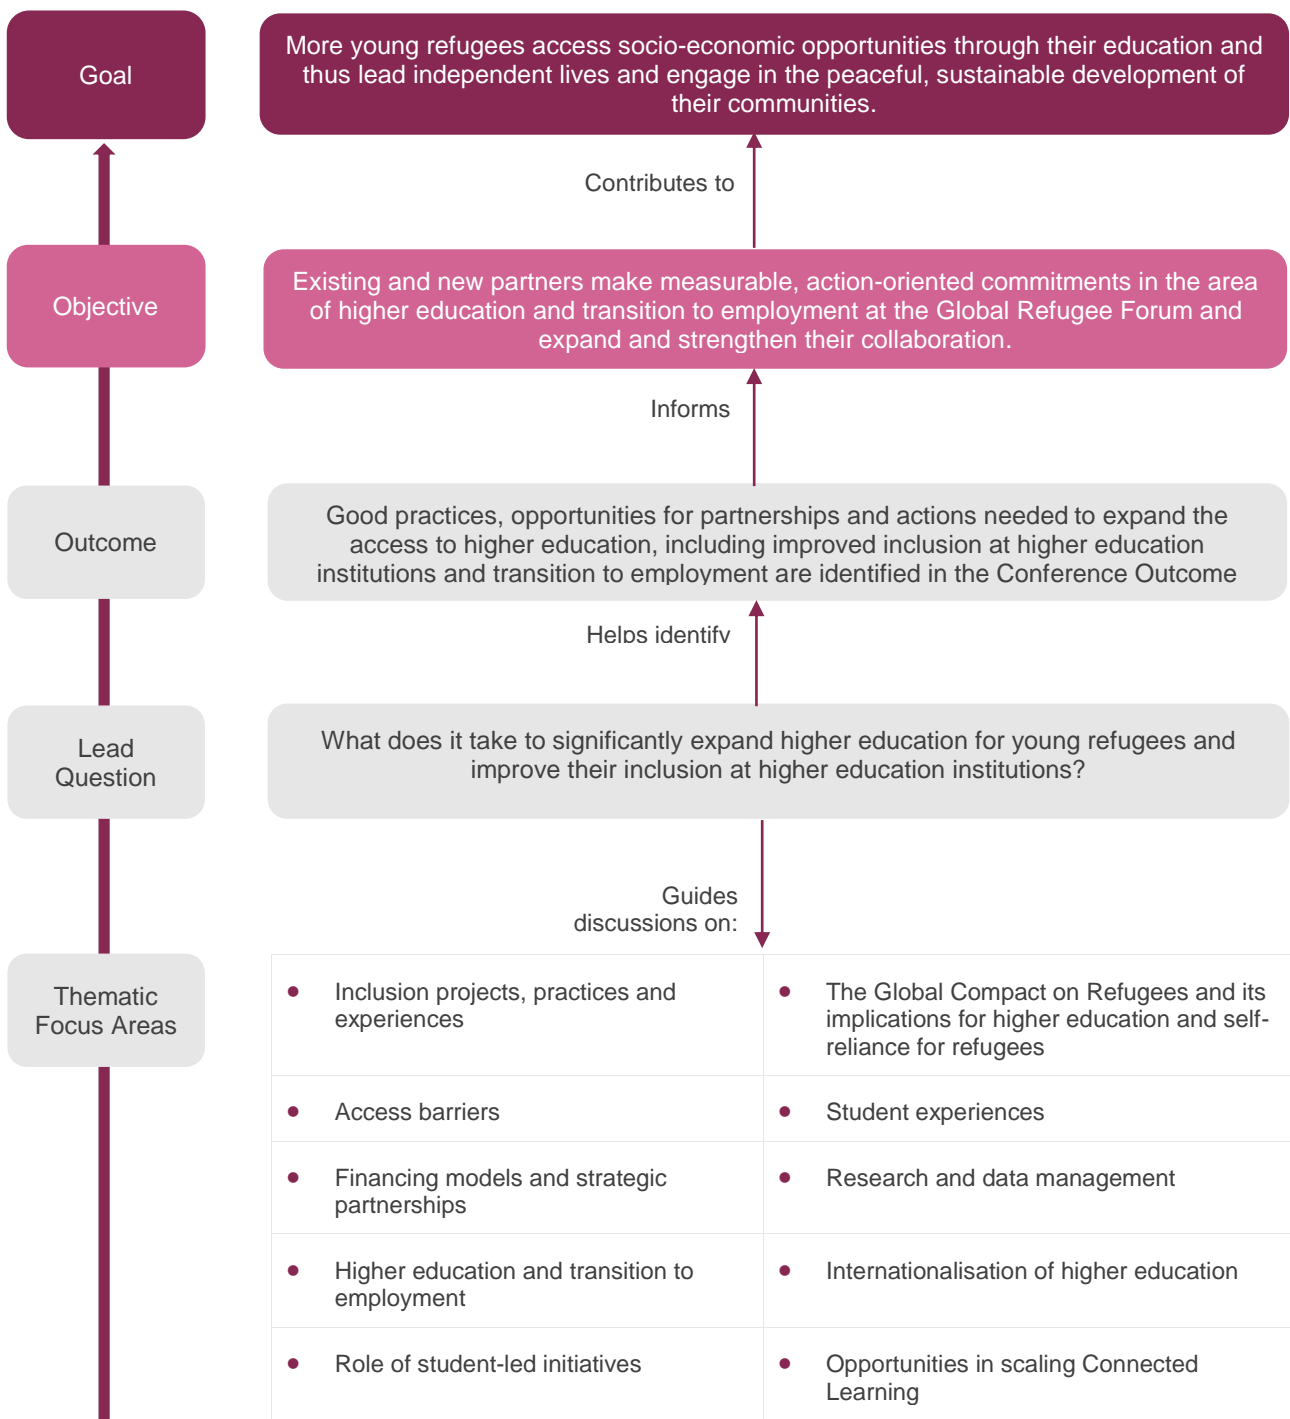 Goal
More young refugees access socio-economic opportunities through their education and
thus lead independent lives and engage in the peaceful, sustainable development of
their communities.
Contributes to
Objective
Existing and new partners make measurable, action-oriented commitments in the area
of higher education and transition to employment at the Global Refugee Forum and
expand and strengthen their collaboration.
Informs
Outcome
Good practices, opportunities for partnerships and actions needed to expand the
access to higher education, including improved inclusion at higher education
institutions and transition to employment are identified in the Conference Outcome
Helps identify
Lead
Question
What does it take to significantly expand higher education for young refugees and
improve their inclusion at higher education institutions?
Guides
discussions on:
Thematic
Focus Areas
• Inclusion projects, practices and
experiences
• The Global Compact on Refugees and its
implications for higher education and self-
reliance for refugees
• Access barriers
• Student experiences
• Financing models and strategic
partnerships
• Research and data management
• Higher education and transition to
employment
• Internationalisation of higher education
• Role of student-led initiatives
• Opportunities in scaling Connected
Learning